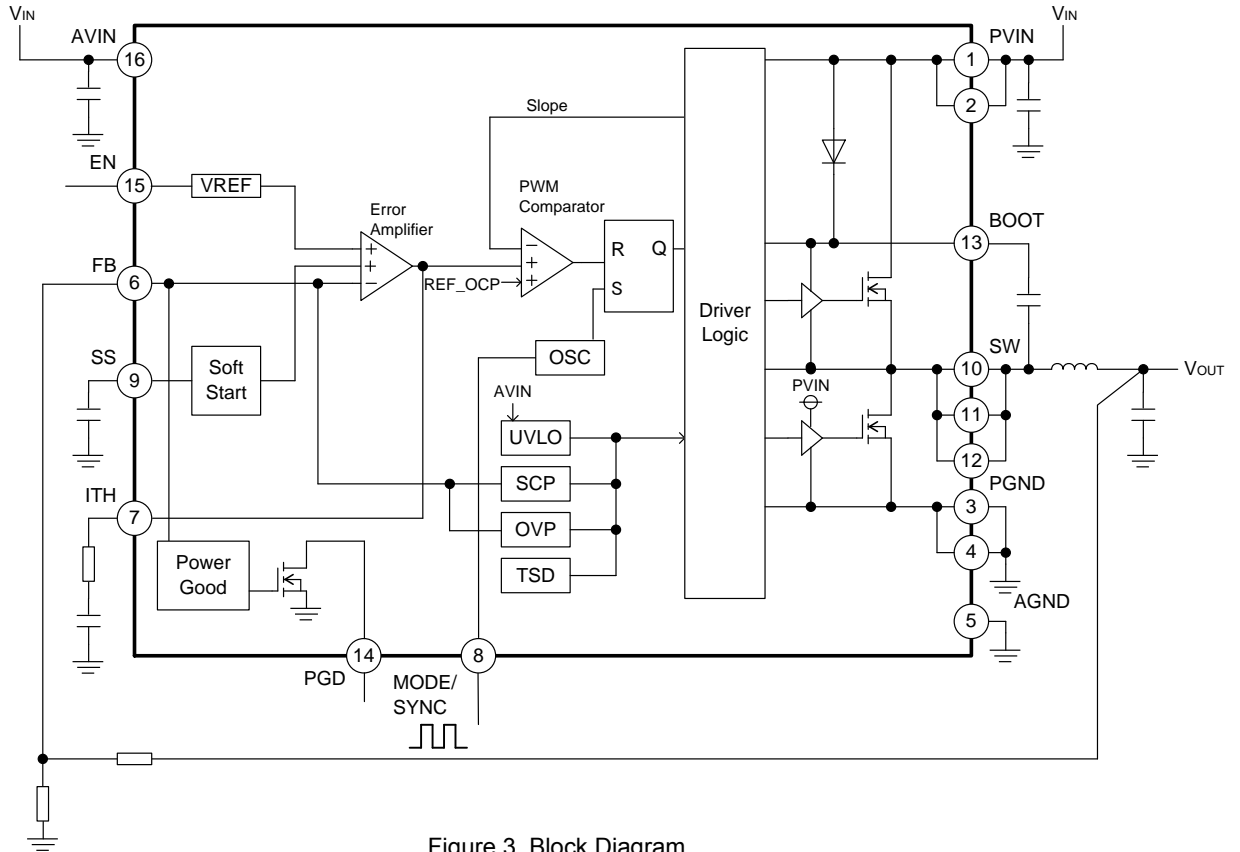 VIN
AVIN
16
VIN
PVIN
1
2
Slope
EN
15
VREF
Error
Amplifier
PWM
Comparator
BOOT
13
FB
6
+
+
−
REF_OCP
−
+
+
R
Q
S
Driver
Logic
SS
9
Soft
Start
OSC
SW
10
VOUT
11
12
AVIN
PVIN
UVLO
SCP
OVP
TSD
ITH
7
PGND
3
4
Power
Good
AGND
5
14
PGD
8
MODE/
SYNC
Figure 3. Block Diagram